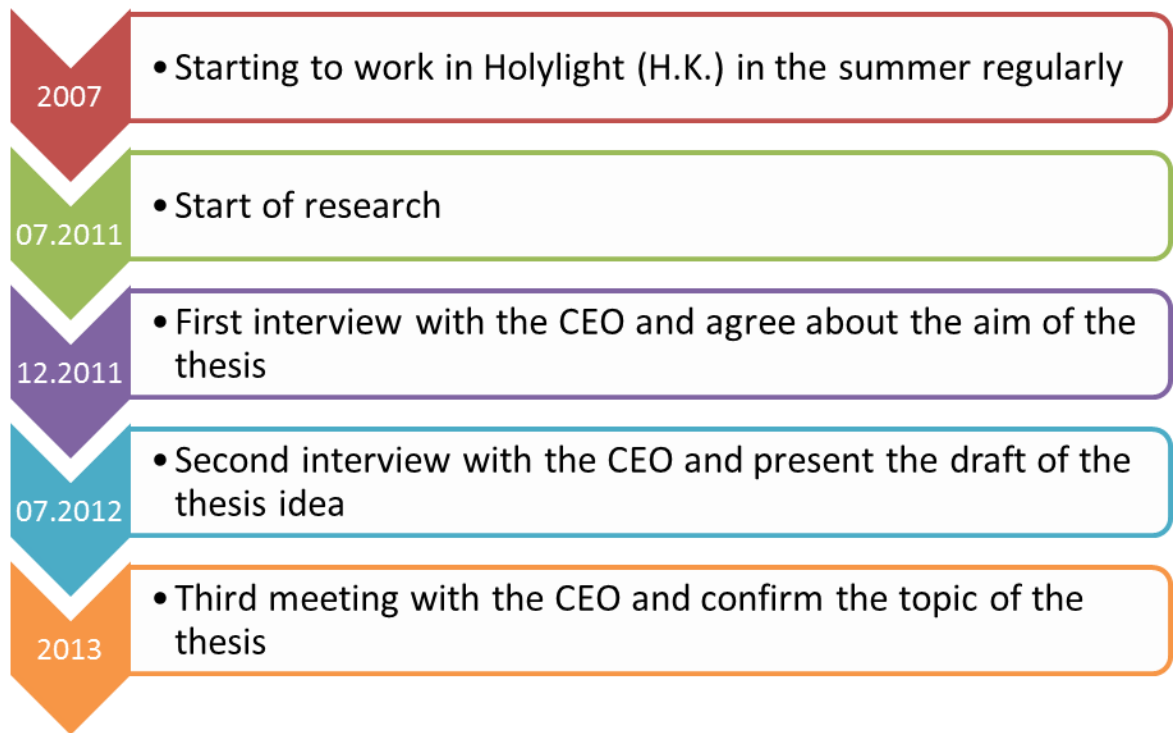 2007
• Starting to work in Holylight (H.K.) in the summer regularly
07.2011
• Start of research
12.2011
• First interview with the CEO and agree about the aim of the
thesis
07.2012
• Second interview with the CEO and present the draft of the
thesis idea
2013
• Third meeting with the CEO and confirm the topic of the
thesis